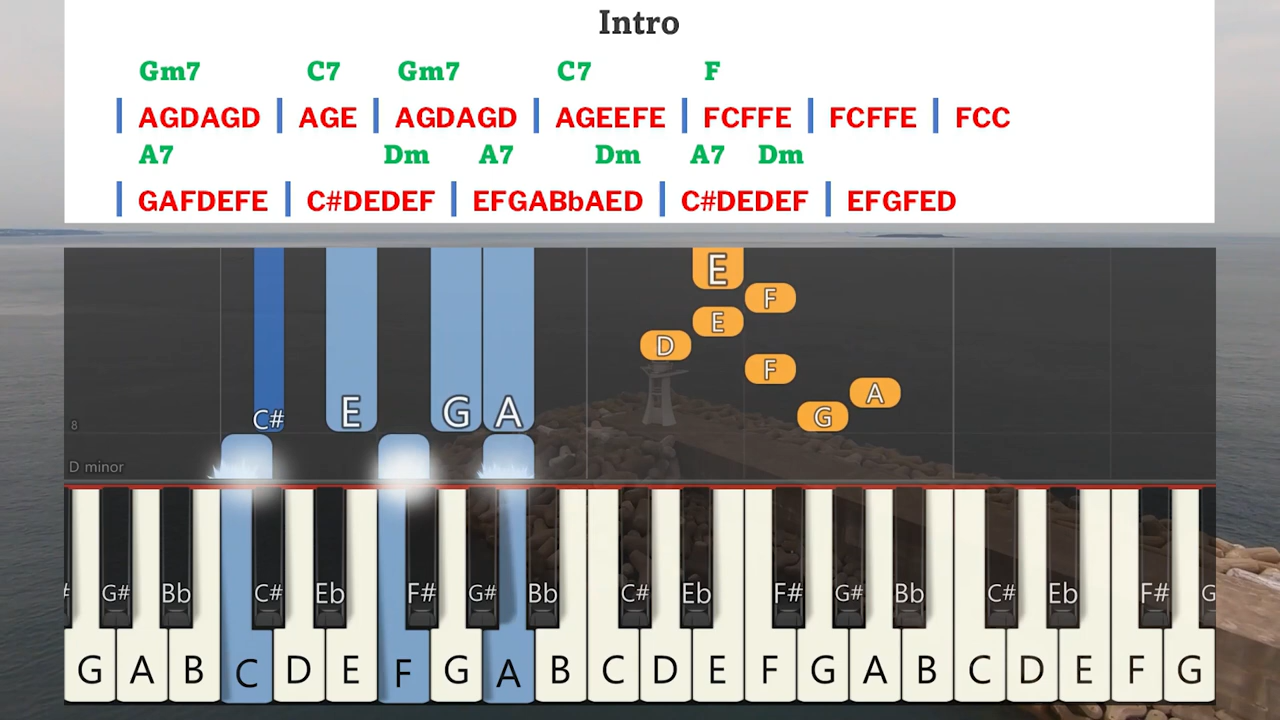 Intro
Gm7 C7 Gm7 C7 F
| AGDAGD | AGE | AGDAGD | AGEEFE | FCFFE | FCFFE | FCC
A7 Dm A7 Dm A7 Dm
| GAFDEFE | C#DEDEF | EFGABbAED | C#DEDEF | EFGFED
E
F
E
D
F
A
C# E G A G
8
D minor
# G# Bb C# Eb F# G# Bb C# Eb F# G# Bb C# Eb F# G
G A B C D E F G A B C D E F G A B C D E F G